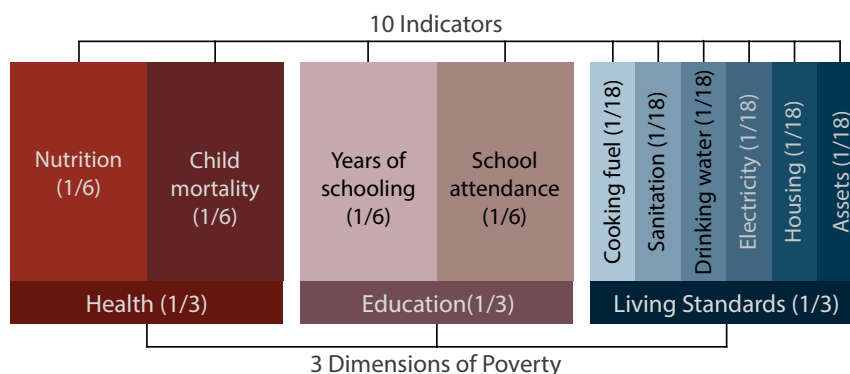 10 Indicators
Nutrition
(1/6)
Child
mortality
(1/6)
Years of
schooling
(1/6)
School
attendance
(1/6)
Cooking fuel (1/18)
Sanitation (1/18)
Drinking water (1/18)
Electricity (1/18)
Housing (1/18)
Assets (1/18)
Health (1/3)
Education(1/3)
Living Standards (1/3)
3 Dimensions of Poverty